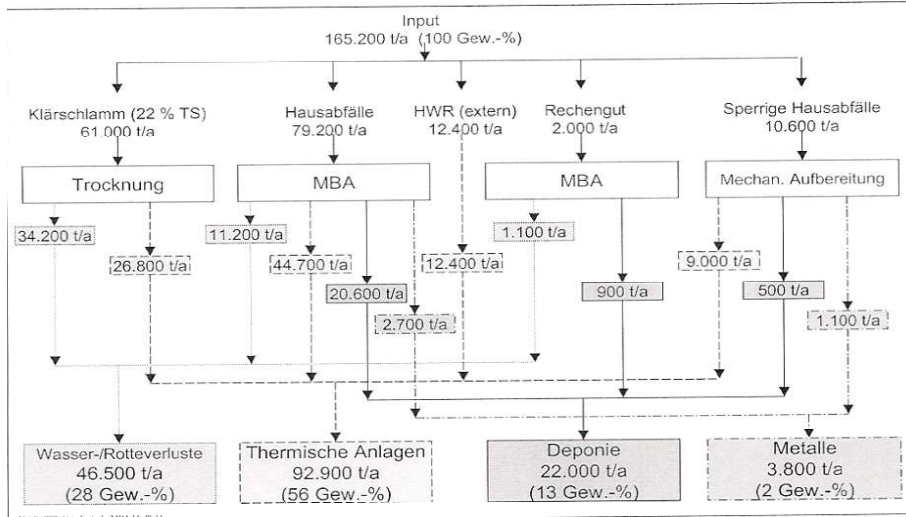 Input
165.200 t/a (100 Gew.-%)
Klärschlamm (22 % TS)
61.000 t/a
Hausabfälle
79.200 t/a
HWR (extern)
12.400 t/a
Rechengut
2.000 t/a
Sperrige Hausabfälle
10.600 t/a
Trocknung
MBA
MBA
Mechan. Aufbereitung
34.200 t/a
26.800 t/a
11.200 t/a
44.700 t/a
20.600 t/a
2.700 t/a
12.400 t/a
1.100 t/a
900 t/a
9.000 t/a
500 t/a
1.100 t/a
Wasser-/Rotteverluste
46.500 t/a
(28 Gew.-%)
Thermische Anlagen
92.900 t/a
(56 Gew.-%)
Deponie
22.000 t/a
(13 Gew.-%)
Metalle
3.800 t/a
(2 Gew.-%)